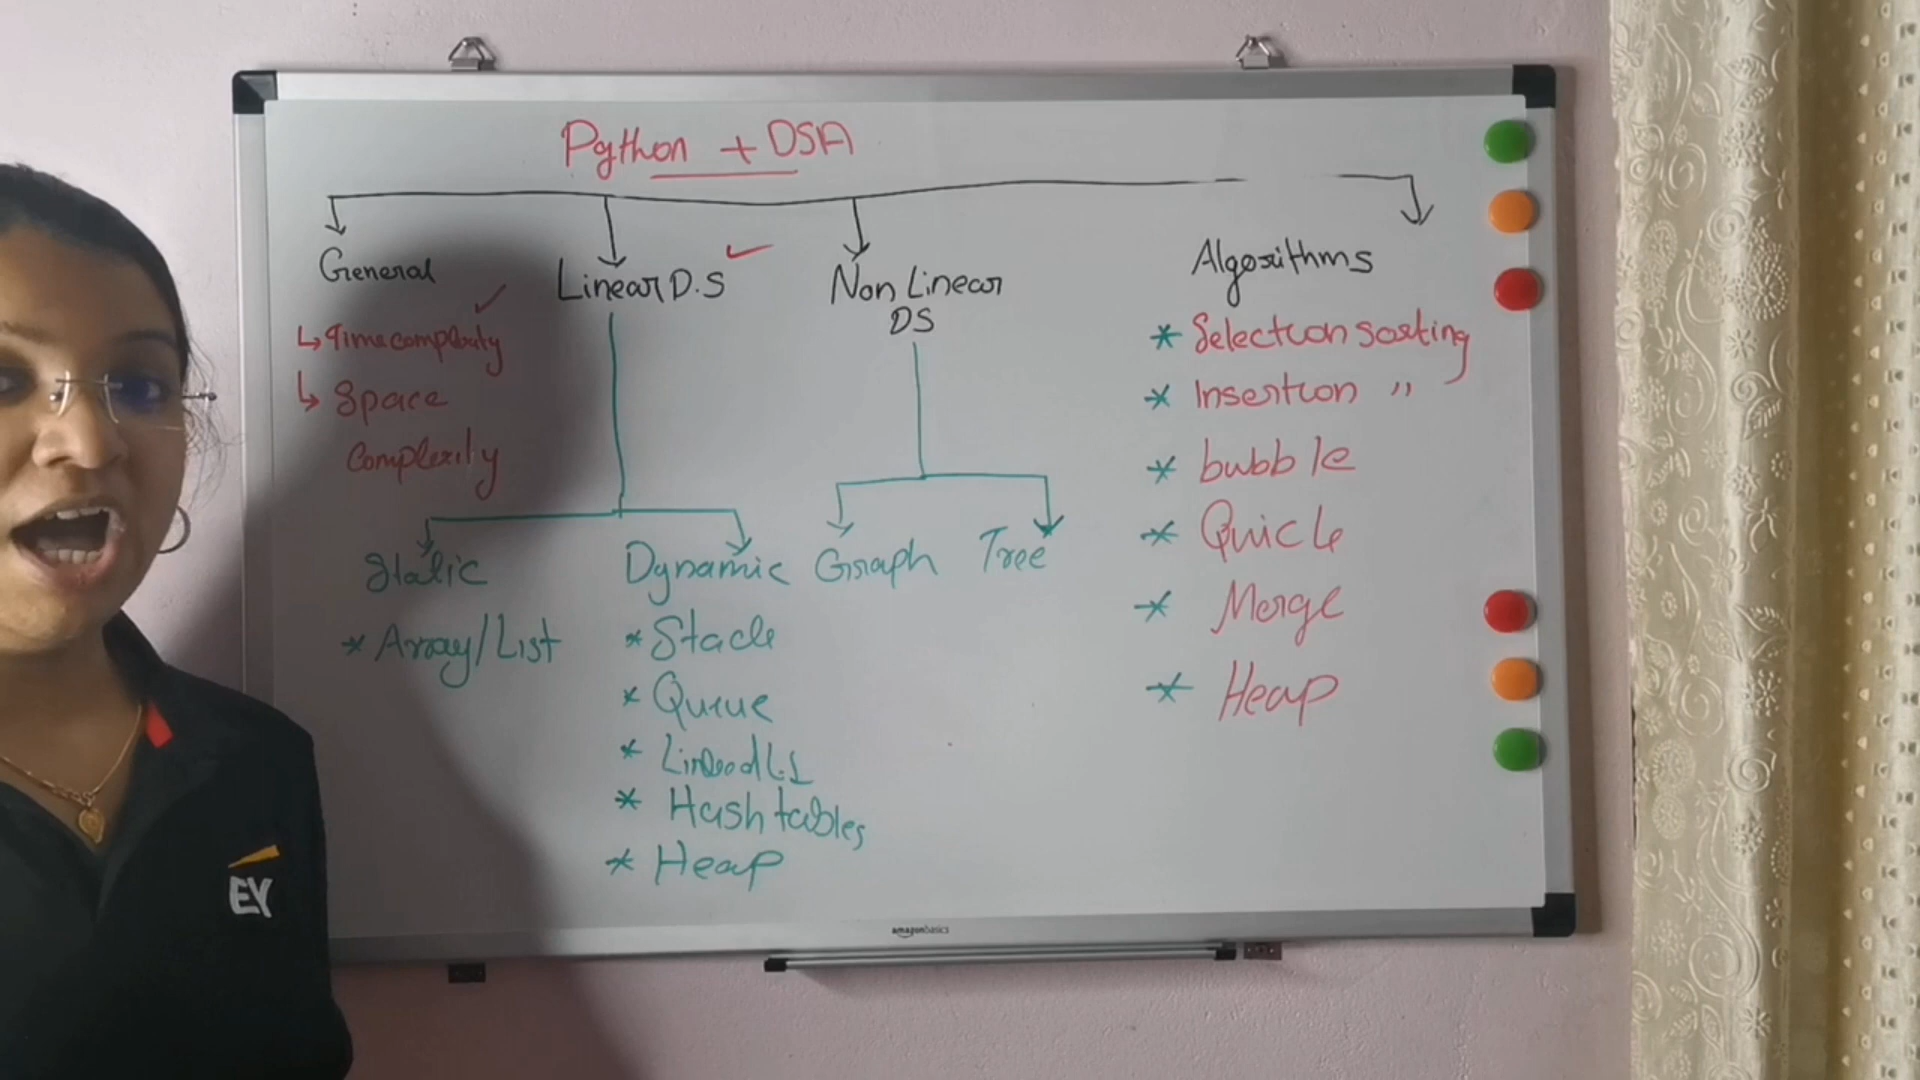 Python + DSA
General
↳ Time complexity
↳ Space
Complexity
Linear D.S
Static
* Array/List
Dynamic
* Stack
* Queue
* Linked Li
* Hash tables
* Heap
Non Linear
DS
Graph
Tree
Algorithms
* Selection sorting
* Insertion "
* bubble
* Quick
* Merge
* Heap
EY
amazonbasics